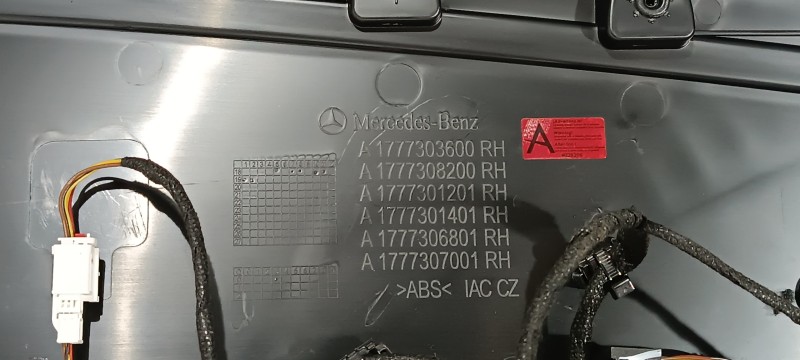 Mercedes-Benz
A 1777303600 RH
A 1777308200 RH
A 1777301201 RH
A 1777301401 RH
A 1777306801 RH
A 1777307001 RH
>ABS< IAC CZ
A